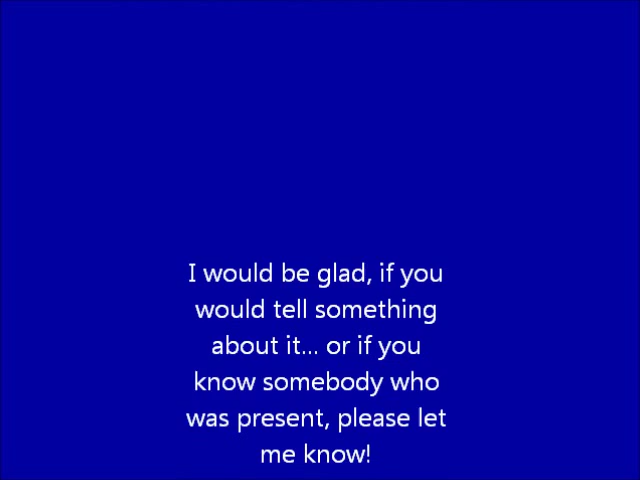 I would be glad, if you
would tell something
about it... or if you
know somebody who
was present, please let
me know!